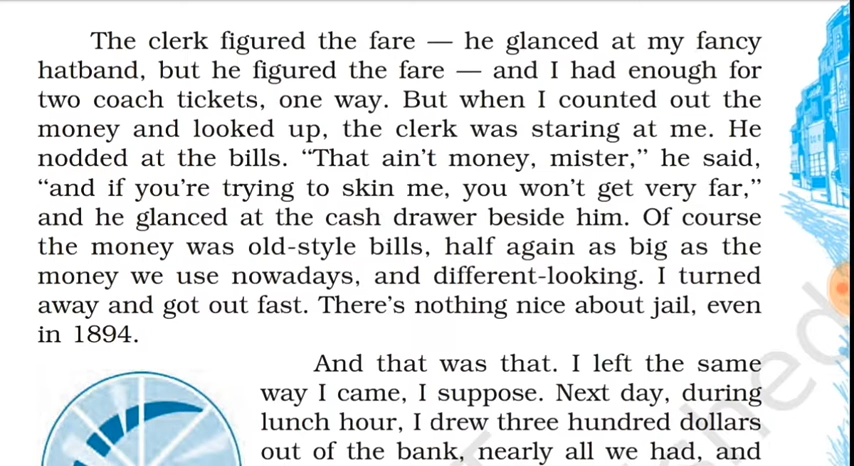 The clerk figured the fare — he glanced at my fancy
hatband, but he figured the fare — and I had enough for
two coach tickets, one way. But when I counted out the
money and looked up, the clerk was staring at me. He
nodded at the bills. “That ain’t money, mister,” he said,
“and if you’re trying to skin me, you won’t get very far,”
and he glanced at the cash drawer beside him. Of course
the money was old-style bills, half again as big as the
money we use nowadays, and different-looking. I turned
away and got out fast. There’s nothing nice about jail, even
in 1894.
And that was that. I left the same
way I came, I suppose. Next day, during
lunch hour, I drew three hundred dollars
out of the bank, nearly all we had, and